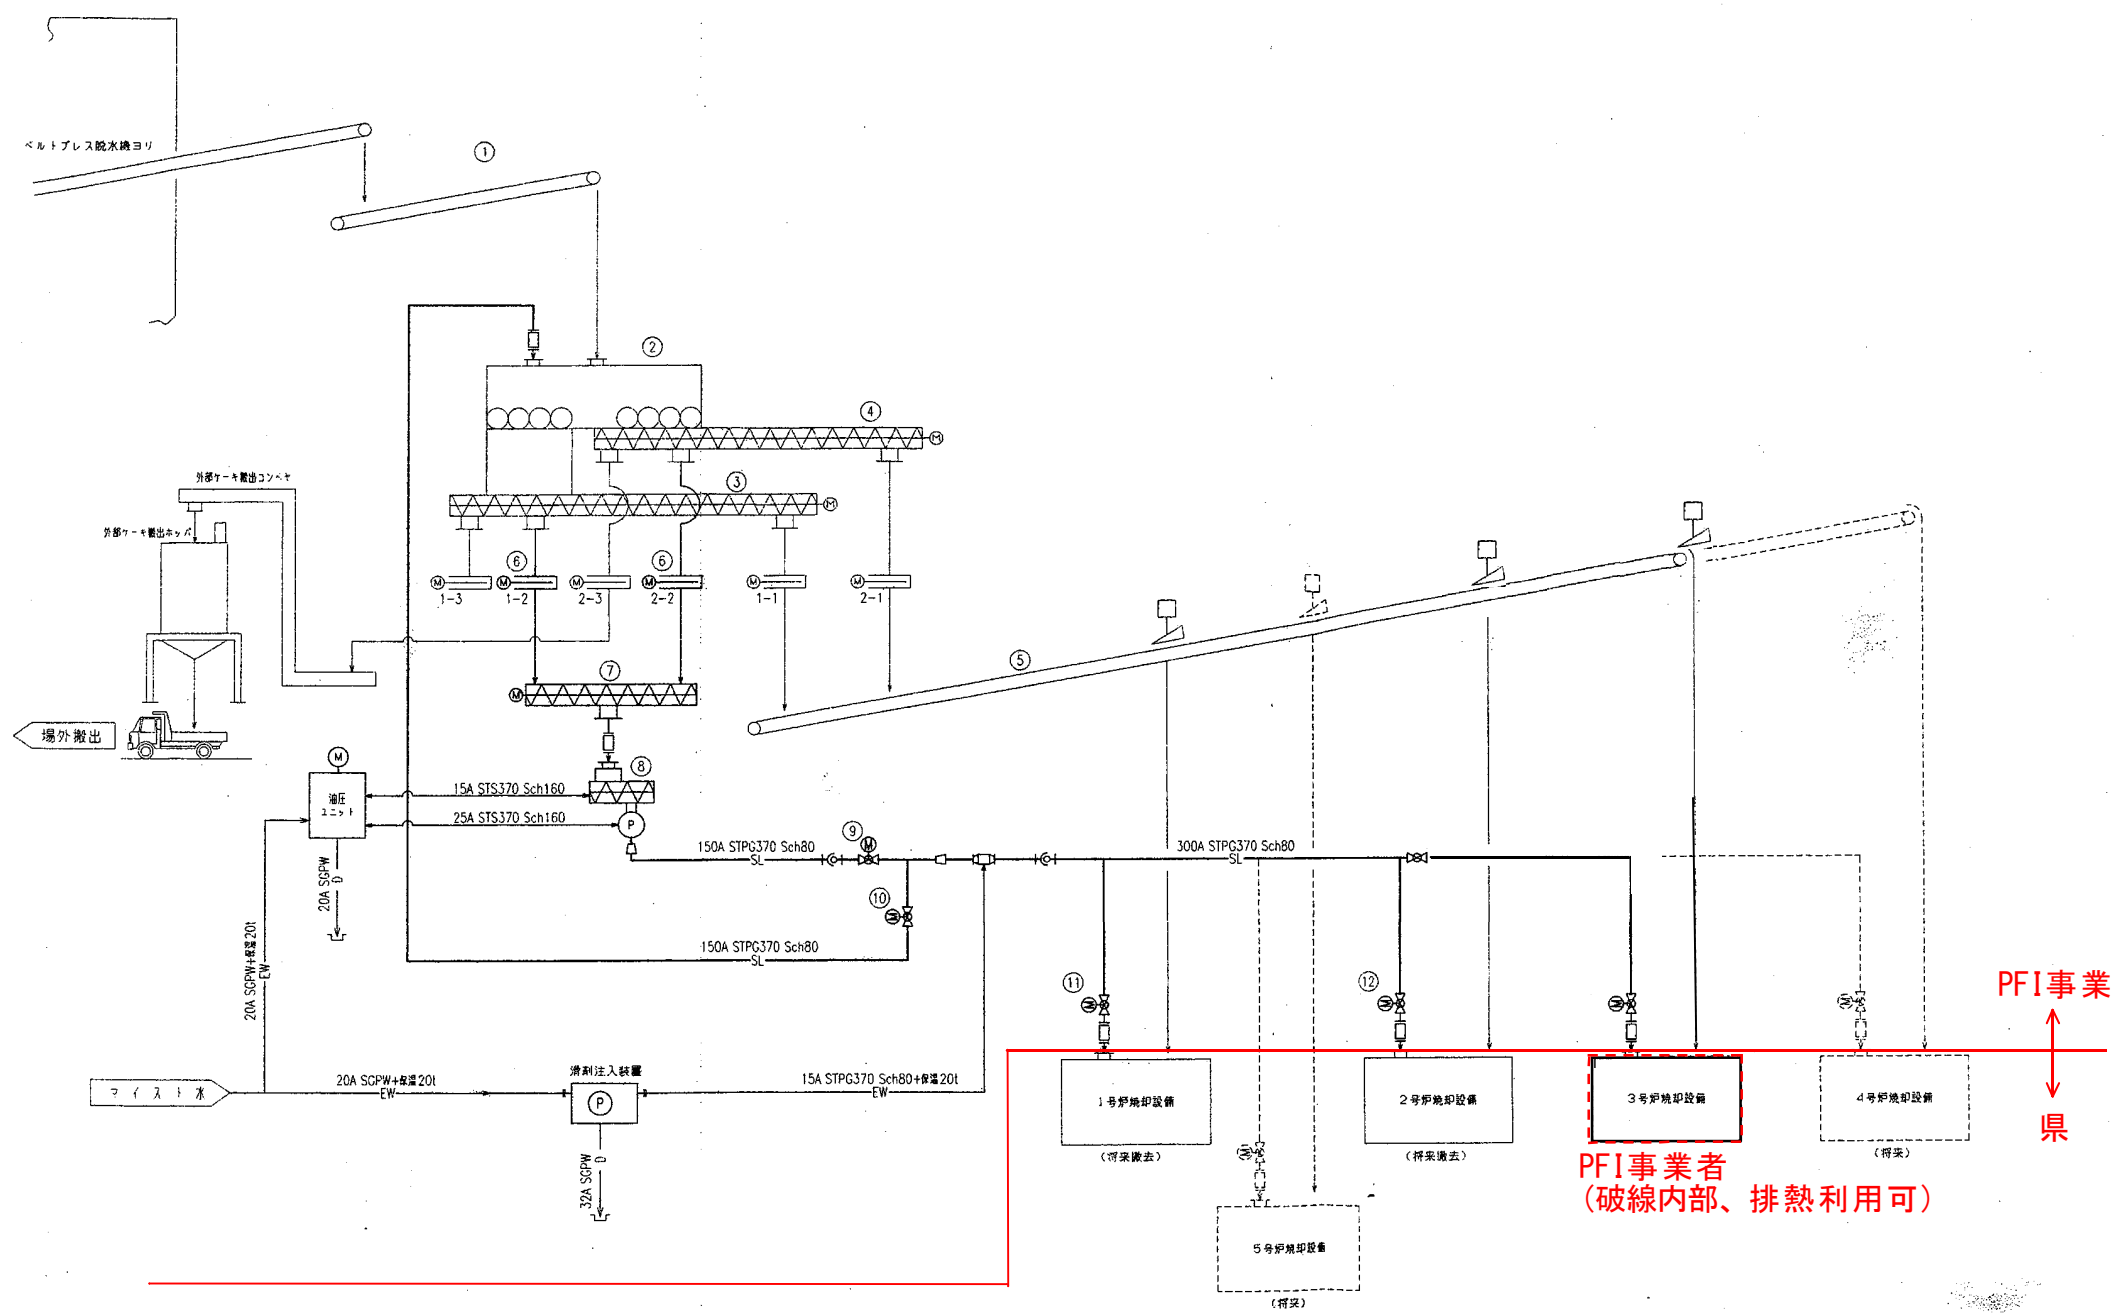 ベルトプレス脱水機ヨリ
①
②
④
M
外部ケーキ搬出コンベヤ
③
M
外部ケーキ搬出ホッパ
⑥
⑥
M
M
M
M
M
M
1-3
1-2
2-3
2-2
1-1
2-1
⑤
⑦
M
場外搬出
M
⑧
油圧
ユニット
15A STS370 Sch160
25A STS370 Sch160
P
⑨
M
150A STPG370 Sch80
SL
300A STPG370 Sch80
SL
20A SGPW
D
⑩
M
150A STPG370 Sch80
SL
20A SGPW+保温20t
EW
⑪
M
⑫
M
M
M
PFI事業
県
20A SGPW+保温20t
EW
滑剤注入装置
P
15A STPG370 Sch80+保温20t
EW
32A SGPW
D
1号炉焼却設備
(将来撤去)
2号炉焼却設備
(将来撤去)
3号炉焼却設備
4号炉焼却設備
(将来)
PFI事業者
(破線内部、排熱利用可)
M
5号炉焼却設備
(将来)